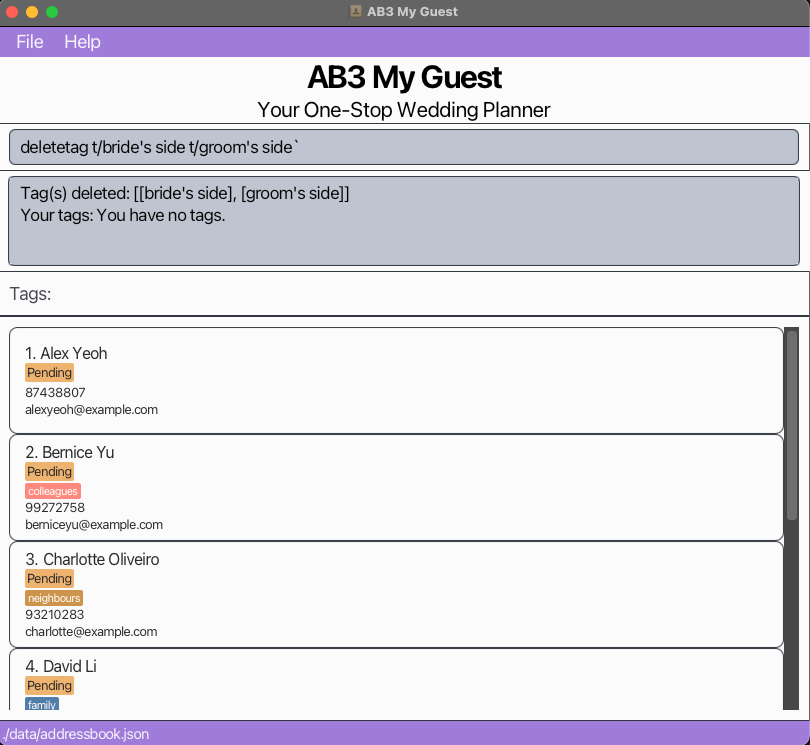 AB3 My Guest
File Help
AB3 My Guest
Your One-Stop Wedding Planner
deletetag t/bride's side t/groom's side`
Tag(s) deleted: [[bride's side], [groom's side]]
Your tags: You have no tags.
Tags:
1. Alex Yeoh
Pending
87438807
alexyeoh@example.com
2. Bernice Yu
Pending
colleagues
99272758
berniceyu@example.com
3. Charlotte Oliveiro
Pending
neighbours
93210283
charlotte@example.com
4. David Li
Pending
family
./data/addressbook.json